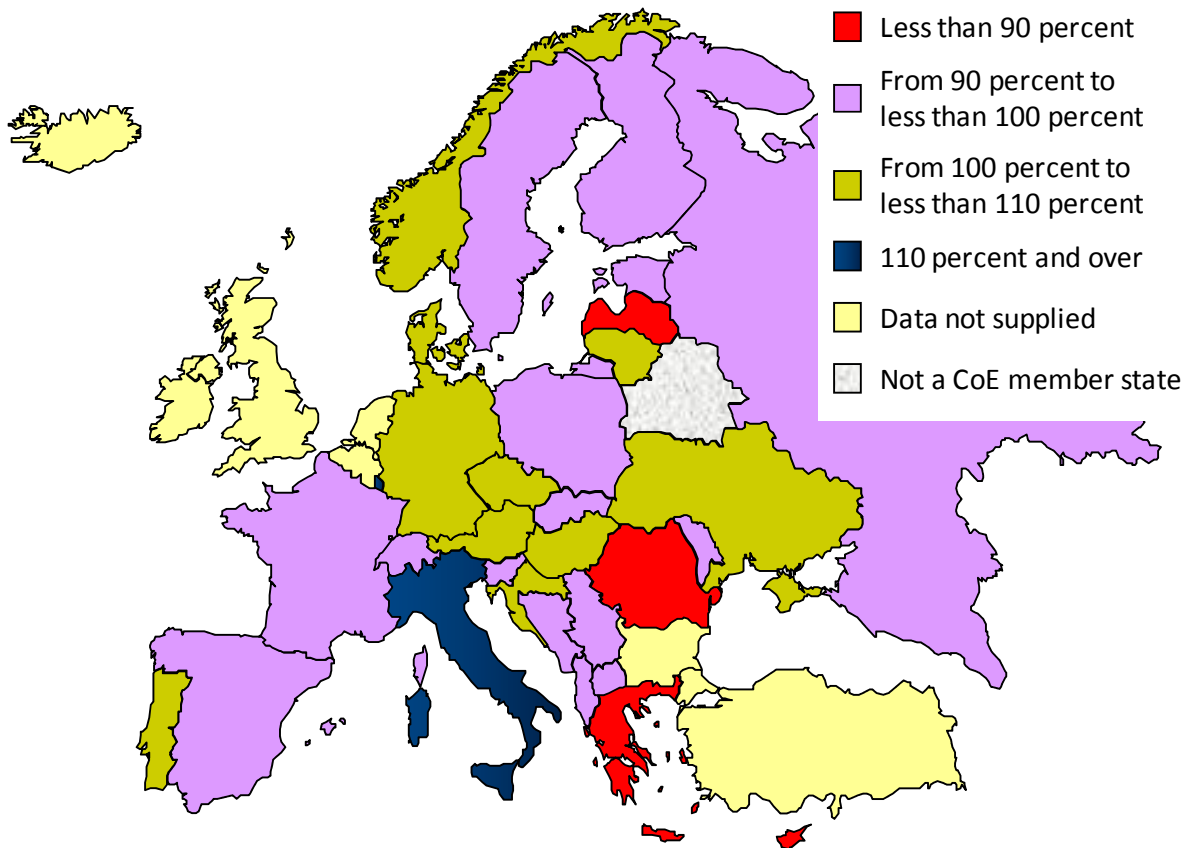 Less than 90 percent
From 90 percent to
less than 100 percent
From 100 percent to
less than 110 percent
110 percent and over
Data not supplied
Not a CoE member state